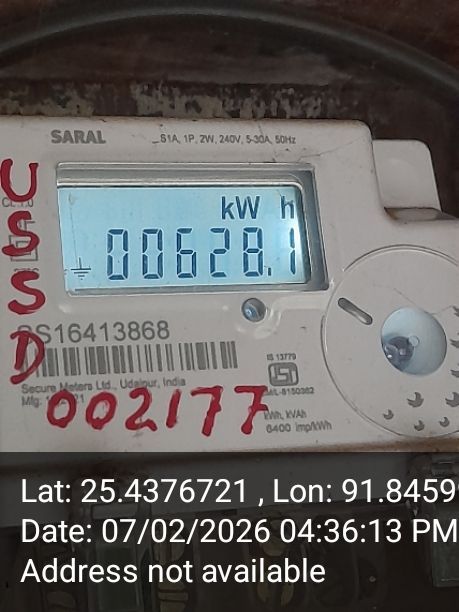 SARAL
S1A, 1P, 2W, 240V, 5-30A, 50Hz
USSD
kW h
00628.1
SS16413868
Secure Meters Ltd., Udaipur, India
IS 13779
002177
kWh, kVAh
6400 imp/kWh
Lat: 25.4376721 , Lon: 91.8459
Date: 07/02/2026 04:36:13 PM
Address not available